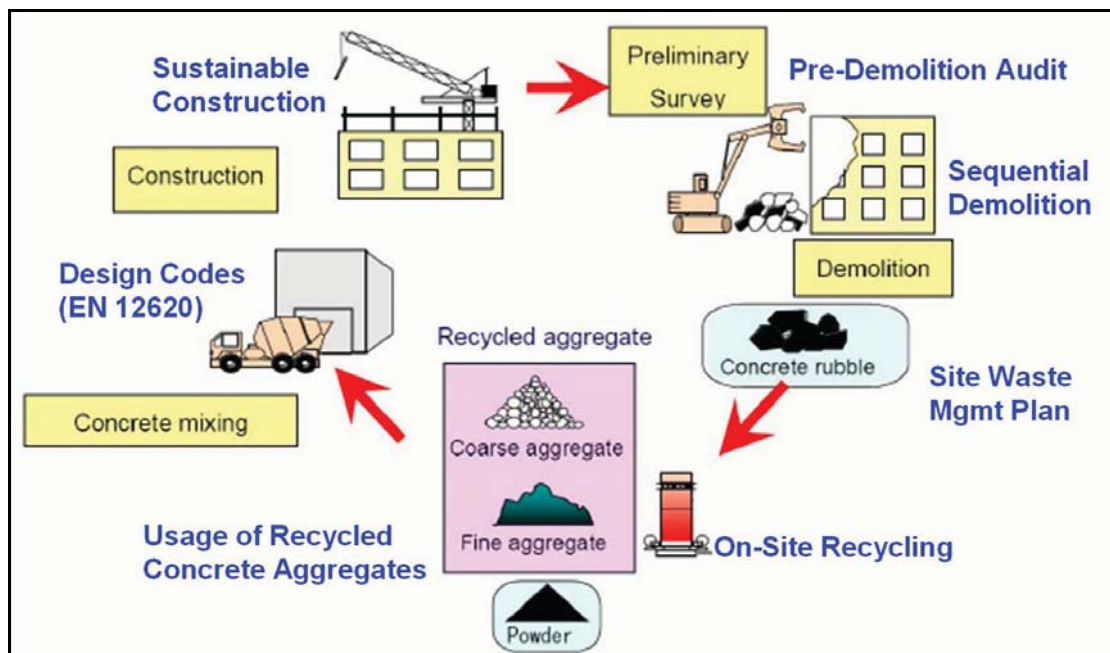 Sustainable
Construction
Preliminary
Survey
Pre-Demolition Audit
Construction
Sequential
Demolition
Demolition
Design Codes
(EN 12620)
Recycled aggregate
Concrete rubble
Site Waste
Mgmt Plan
Concrete mixing
Coarse aggregate
Fine aggregate
Usage of Recycled
Concrete Aggregates
On-Site Recycling
Powder